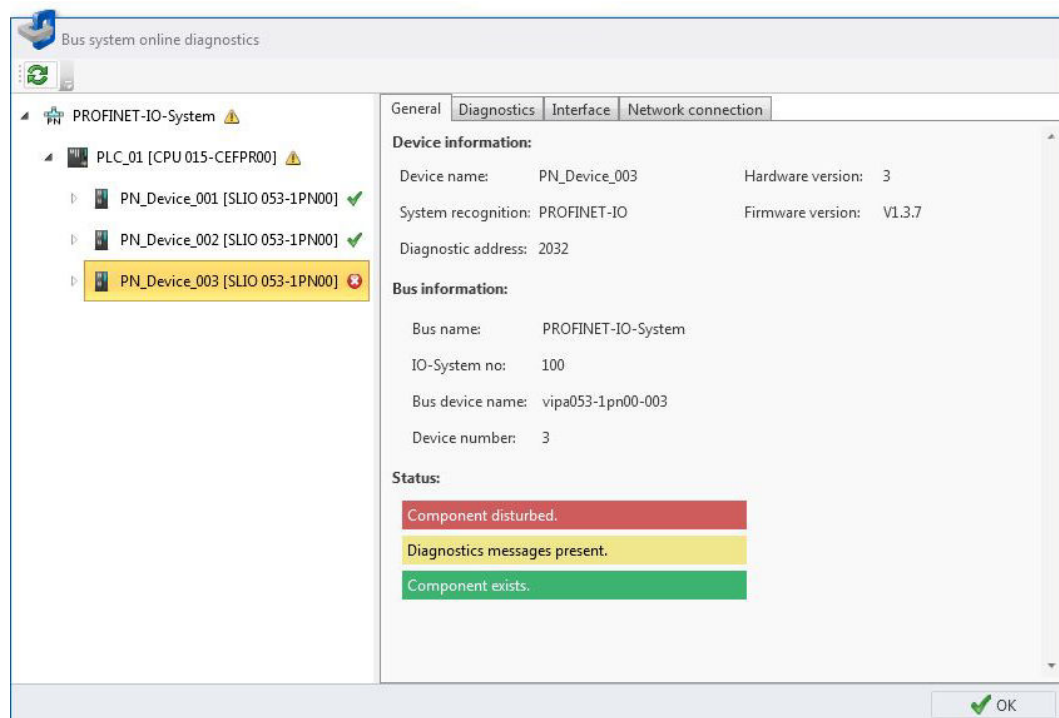 Bus system online diagnostics
PROFINET-IO-System
PLC_01 [CPU 015-CEFPR00]
PN_Device_001 [SLIO 053-1PN00]
PN_Device_002 [SLIO 053-1PN00]
PN_Device_003 [SLIO 053-1PN00]
General Diagnostics Interface Network connection
Device information:
Device name: PN_Device_003 Hardware version: 3
System recognition: PROFINET-IO Firmware version: V1.3.7
Diagnostic address: 2032
Bus information:
Bus name: PROFINET-IO-System
IO-System no: 100
Bus device name: vipa053-1pn00-003
Device number: 3
Status:
Component disturbed.
Diagnostics messages present.
Component exists.
OK